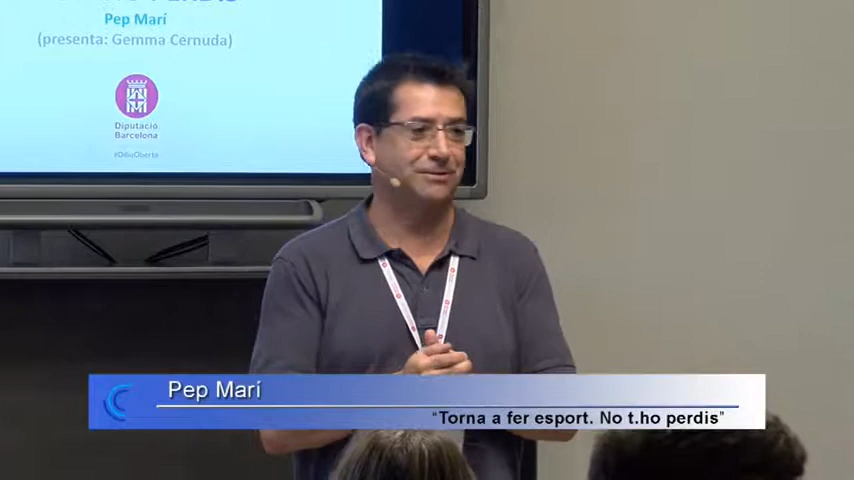 Pep Marí
(presenta: Gemma Cernuda)
Diputació
Barcelona
#DibaOberta
Pep Marí
"Torna a fer esport. No t.ho perdis"